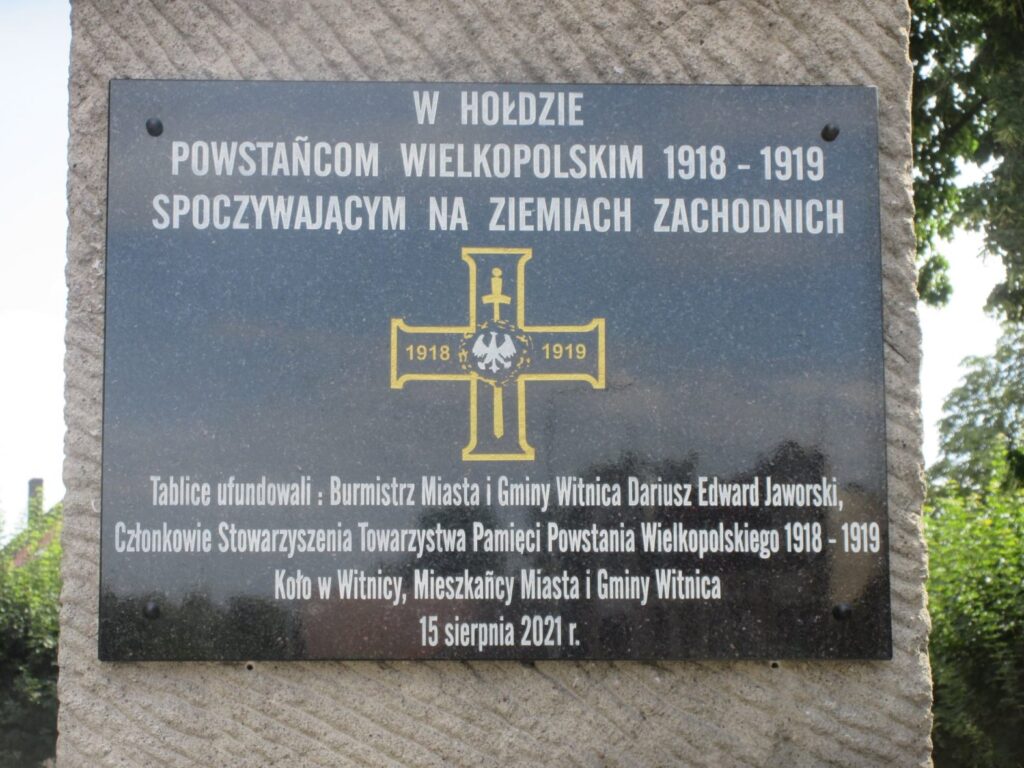 W HOŁDZIE
POWSTAŃCOM WIELKOPOLSKIM 1918 - 1919
SPOCZYWAJĄCYM NA ZIEMIACH ZACHODNICH
1918 1919
Tablice ufundowali : Burmistrz Miasta i Gminy Witnica Dariusz Edward Jaworski,
Członkowie Stowarzyszenia Towarzystwa Pamięci Powstania Wielkopolskiego 1918 - 1919
Koło w Witnicy, Mieszkańcy Miasta i Gminy Witnica
15 sierpnia 2021 r.